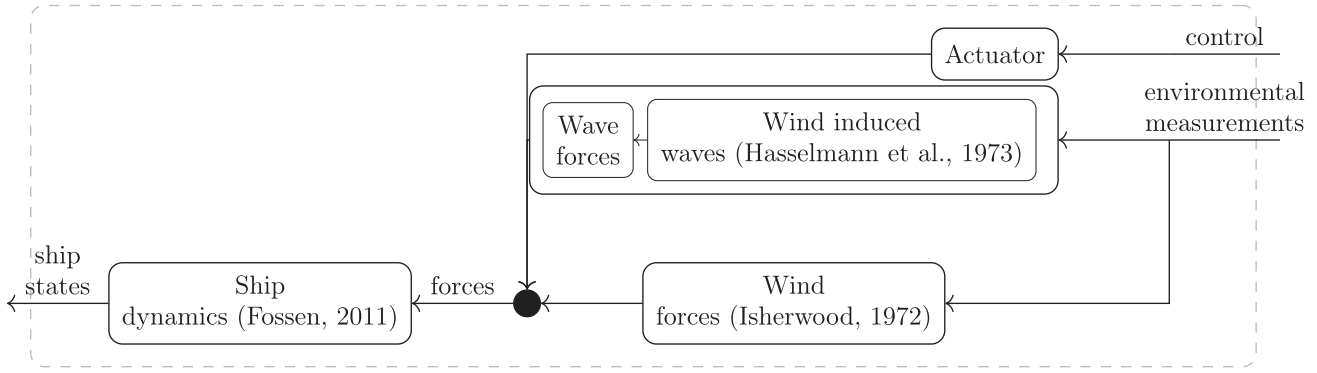 control
Actuator
environmental
measurements
Wave
forces
Wind induced
waves (Hasselmann et al., 1973)
ship
states
Ship
dynamics (Fossen, 2011)
forces
Wind
forces (Isherwood, 1972)